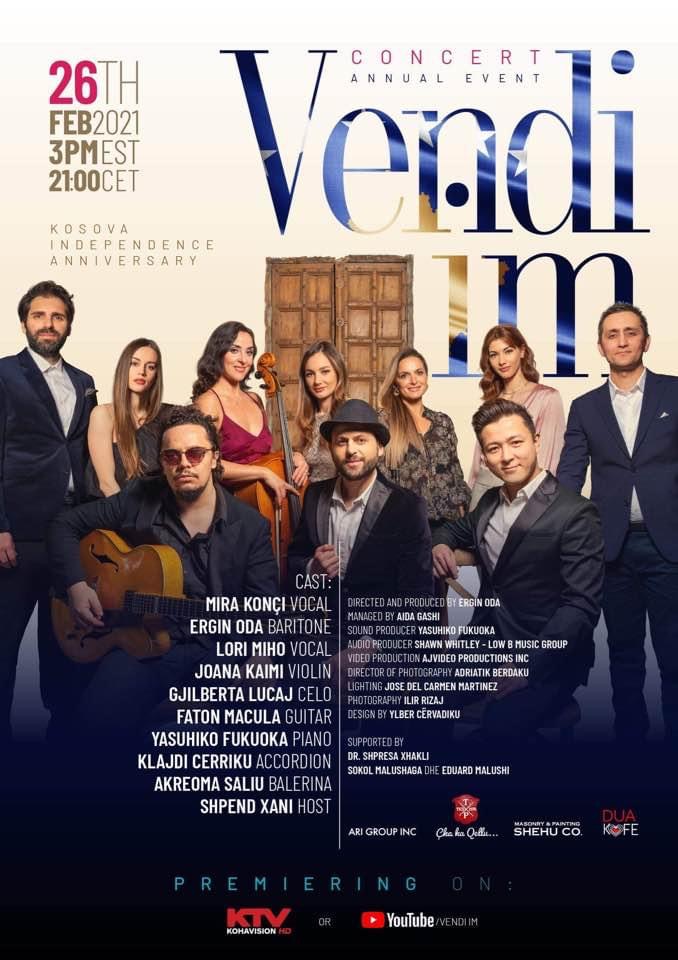 CONCERT
ANNUAL EVENT
Vendi
im
26TH
FEB2021
3PMEST
21:00CET
KOSOVA
INDEPENDENCE
ANNIVERSARY
CAST:
MIRA KONÇI VOCAL
ERGIN ODA BARITONE
LORI MIHO VOCAL
JOANA KAIMI VIOLIN
GJILBERTA LUCAJ CELO
FATON MACULA GUITAR
YASUHIKO FUKUOKA PIANO
KLAJDI CERRIKU ACCORDION
AKREOMA SALIU BALERINA
SHPEND XANI HOST
DIRECTED AND PRODUCED BY ERGIN ODA
MANAGED BY AIDA GASHI
SOUND PRODUCER YASUHIKO FUKUOKA
AUDIO PRODUCER SHAWN WHITLEY - LOW B MUSIC GROUP
VIDEO PRODUCTION AJVIDEO PRODUCTIONS INC
DIRECTOR OF PHOTOGRAPHY ADRIATIK BERDAKU
LIGHTING JOSE DEL CARMEN MARTINEZ
PHOTOGRAPHY ILIR RIZAJ
DESIGN BY YLBER CËRVADIKU
SUPPORTED BY
DR. SHPRESA XHAKLI
SOKOL MALUSHAGA DHE EDUARD MALUSHI
ARI GROUP INC
Çka ka Qëllu...
MASONRY & PAINTING
SHEHU CO.
DUA
KAFE
PREMIERING ON:
KTV
KOHAVISION HD
OR
YouTube/VENDI IM